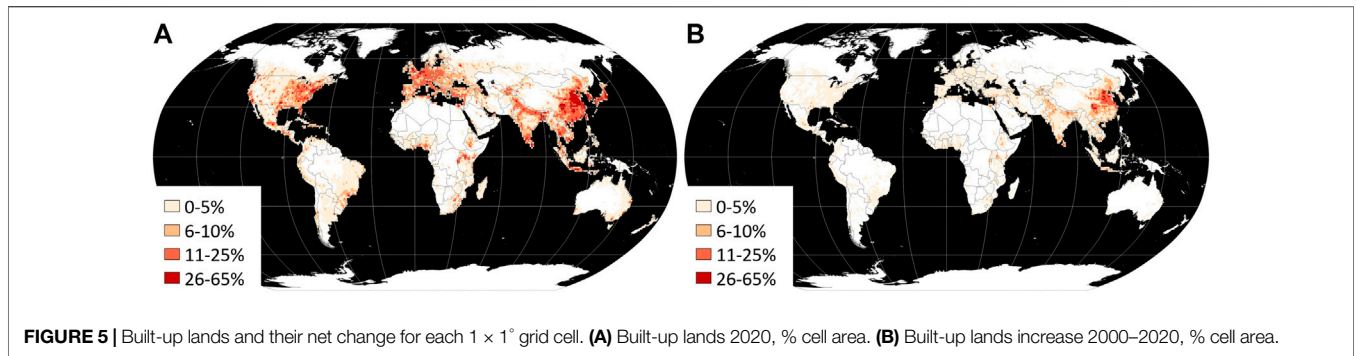 A
B
0-5%
6-10%
11-25%
26-65%
0-5%
6-10%
11-25%
26-65%
FIGURE 5 | Built-up lands and their net change for each 1 × 1° grid cell. (A) Built-up lands 2020, % cell area. (B) Built-up lands increase 2000–2020, % cell area.